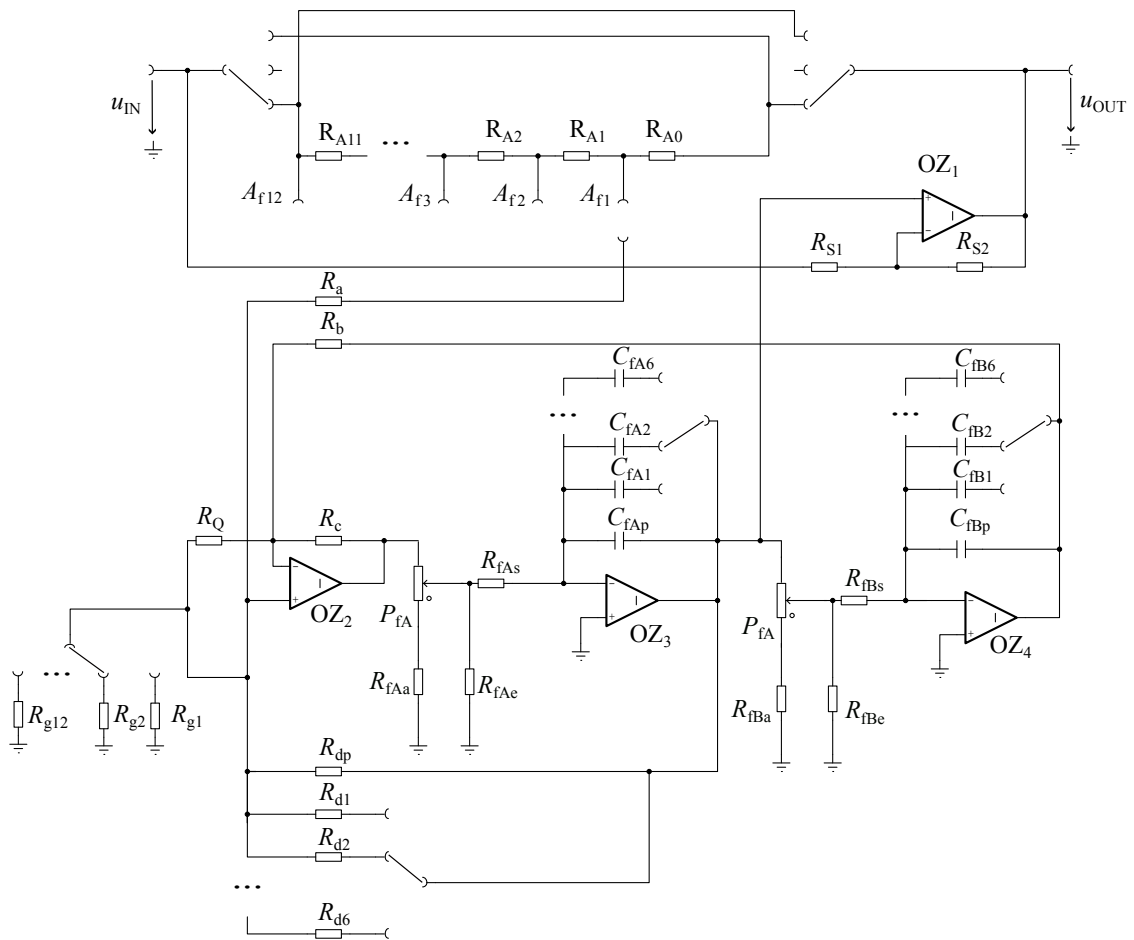 u_IN
u_OUT
R_A11
...
R_A2
R_A1
R_A0
OZ_1
A_f12
A_f3
A_f2
A_f1
+
−
R_S1
R_S2
R_a
R_b
C_fA6
C_fB6
...
...
C_fA2
C_fB2
C_fA1
C_fB1
R_Q
R_c
C_fAp
C_fBp
R_fAs
R_fBs
−
+
−
+
−
+
OZ_2
P_fA
OZ_3
P_fA
OZ_4
...
R_g12
R_g2
R_g1
R_fAa
R_fAe
R_fBa
R_fBe
R_dp
R_d1
R_d2
...
R_d6